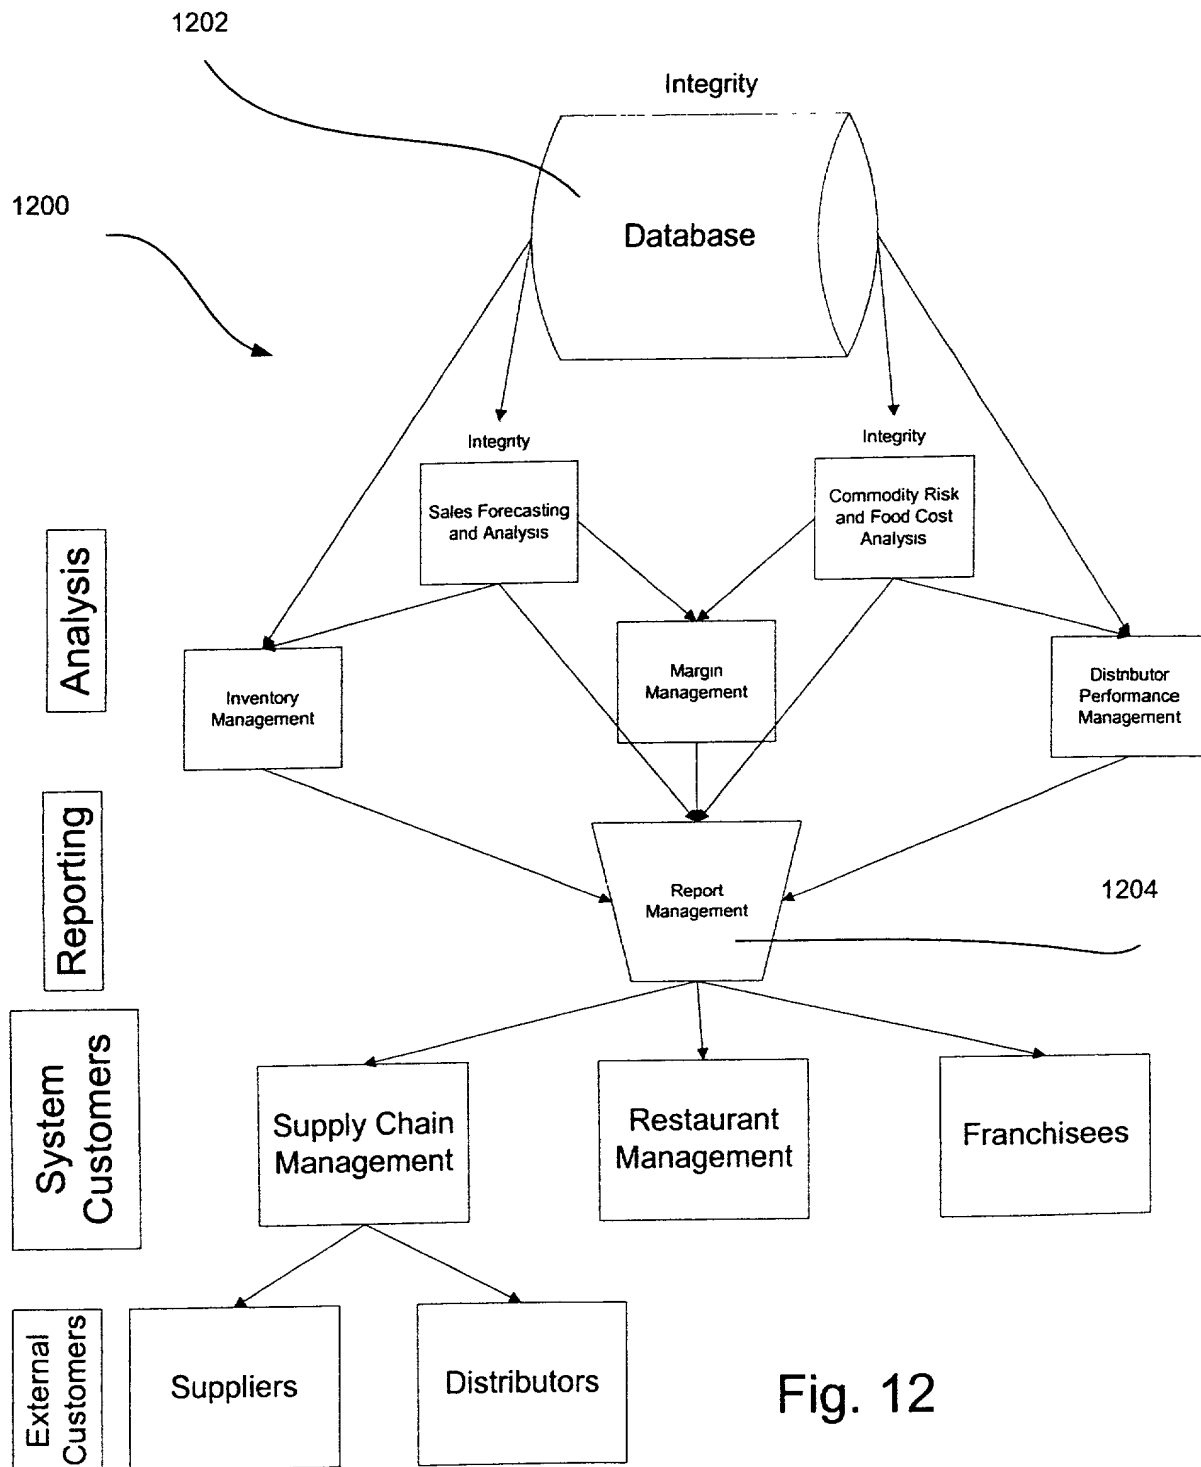 1202
Integrity
1200
Database
Integrity
Integrity
Sales Forecasting
and Analysis
Commodity Risk
and Food Cost
Analysis
Analysis
Inventory
Management
Margin
Management
Distributor
Performance
Management
Reporting
Report
Management
1204
System
Customers
Supply Chain
Management
Restaurant
Management
Franchisees
External
Customers
Suppliers
Distributors
Fig. 12